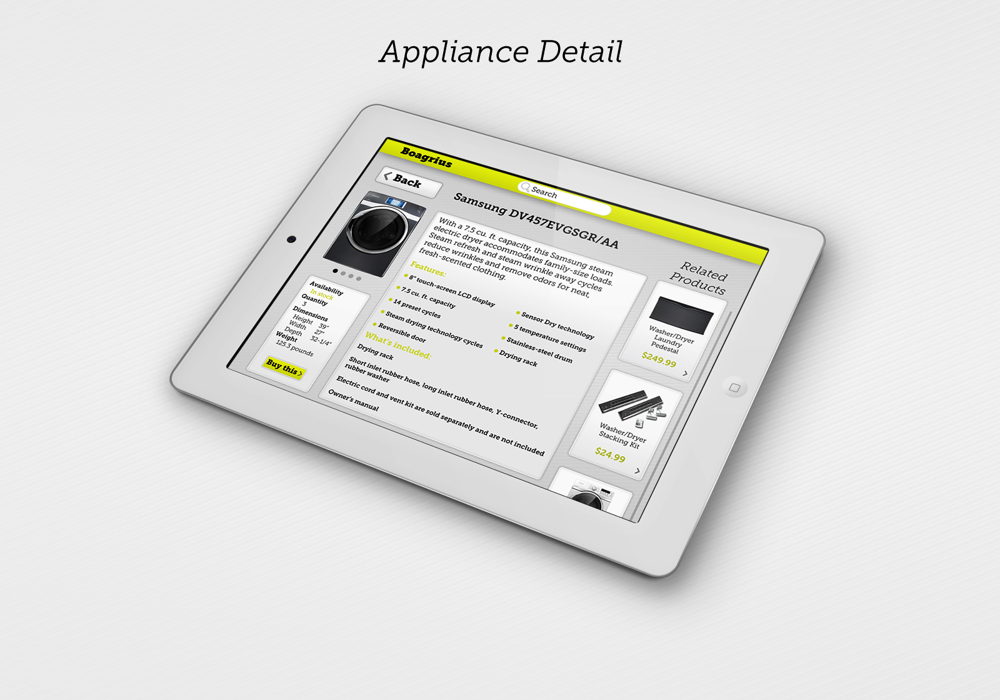 Appliance Detail
Boagrius
Search
Back
Samsung DV457EVGSGR/AA
With a 7.5 cu. ft. capacity, this Samsung steam
electric dryer accommodates family-size loads.
Steam refresh and steam wrinkle away cycles
reduce wrinkles and remove odors for neat,
fresh-scented clothing.
Features:
8" touch-screen LCD display
7.5 cu. ft. capacity
14 preset cycles
Steam drying technology cycles
Reversible door
Sensor Dry technology
5 temperature settings
Stainless-steel drum
Drying rack
What's included:
Drying rack
Short inlet rubber hose, long inlet rubber hose, Y-connector,
rubber washer
Electric cord and vent kit are sold separately and are not included
Owner's manual
Availability
In stock
Quantity
3
Dimensions
Height 39"
Width 27"
Depth 32-1/4"
Weight
125.3 pounds
Buy this
Related
Products
Washer/Dryer
Laundry
Pedestal
$249.99
Washer/Dryer
Stacking Kit
$24.99